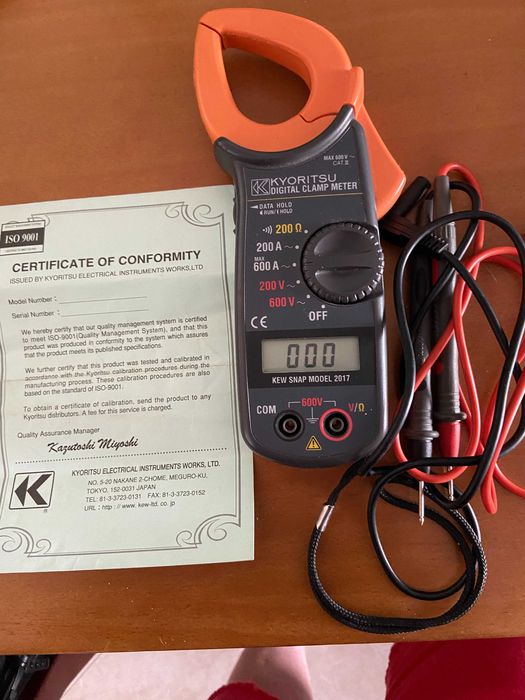 ISO 9001
CERTIFICATE OF CONFORMITY
ISSUED BY KYORITSU ELECTRICAL INSTRUMENTS WORKS,LTD
Model Number :
Serial Number :
We hereby certify that our quality management system is certified
to meet ISO-9001(Quality Management System), and that this
product was produced in conformity to the system which assures
that the product meets its published specifications.
We further certify that this product was tested and calibrated in
accordance with the Kyoritsu calibration procedures during the
manufacturing process. These calibration procedures are also
based on the standard of ISO 9001.
To obtain a certificate of calibration, send the product to any
Kyoritsu distributors. A fee for this service is charged.
Quality Assurance Manager
Kazutoshi Miyoshi
KYORITSU ELECTRICAL INSTRUMENTS WORKS, LTD.
NO, 5-20 NAKANE 2-CHOME, MEGURO-KU,
TOKYO, 152-0031 JAPAN
TEL: 81-3-3723-0131 FAX: 81-3-3723-0152
URL : http : // www. kew-ltd. co. jp
MAX 600V ~
CAT. III
KYORITSU
DIGITAL CLAMP METER
DATA HOLD
RUN/ HOLD
200 Ω
200 A ~
MAX
600 A ~
200 V ~
600 V ~
OFF
CE
000
KEW SNAP MODEL 2017
COM
600V
V/Ω